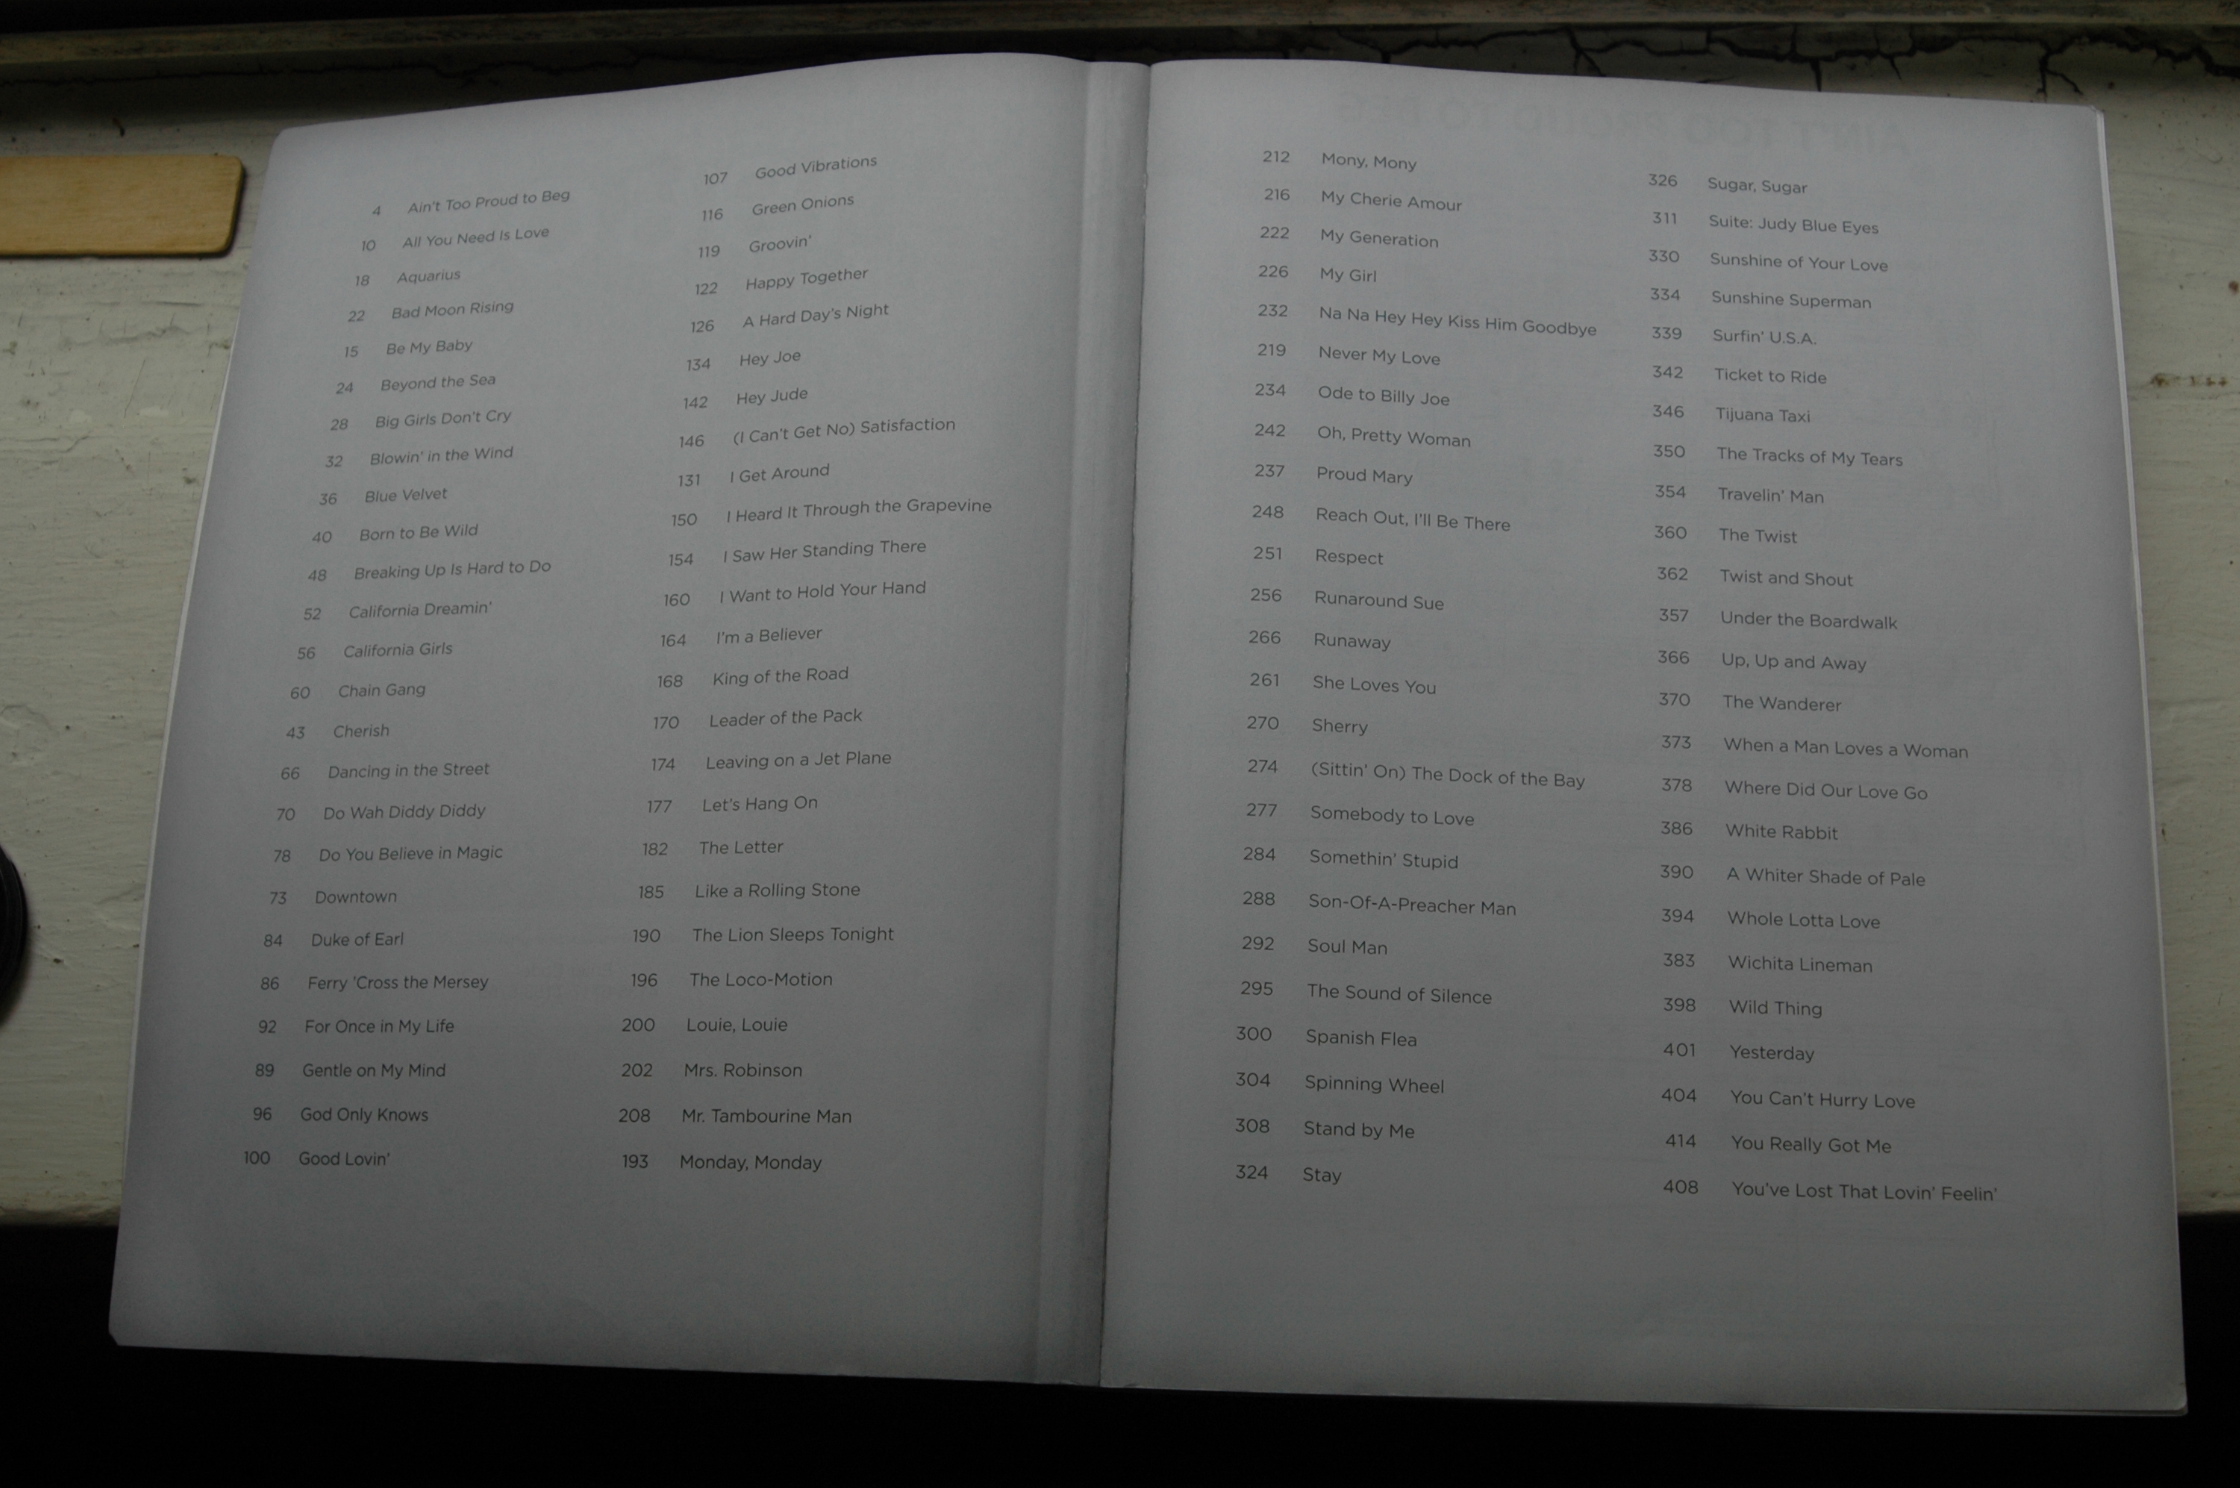 4 Ain't Too Proud to Beg
10 All You Need Is Love
18 Aquarius
22 Bad Moon Rising
15 Be My Baby
24 Beyond the Sea
28 Big Girls Don't Cry
32 Blowin' in the Wind
36 Blue Velvet
40 Born to Be Wild
48 Breaking Up Is Hard to Do
52 California Dreamin'
56 California Girls
60 Chain Gang
43 Cherish
66 Dancing in the Street
70 Do Wah Diddy Diddy
78 Do You Believe in Magic
73 Downtown
84 Duke of Earl
86 Ferry 'Cross the Mersey
92 For Once in My Life
89 Gentle on My Mind
96 God Only Knows
100 Good Lovin'
107 Good Vibrations
116 Green Onions
119 Groovin'
122 Happy Together
126 A Hard Day's Night
134 Hey Joe
142 Hey Jude
146 (I Can't Get No) Satisfaction
131 I Get Around
150 I Heard It Through the Grapevine
154 I Saw Her Standing There
160 I Want to Hold Your Hand
164 I'm a Believer
168 King of the Road
170 Leader of the Pack
174 Leaving on a Jet Plane
177 Let's Hang On
182 The Letter
185 Like a Rolling Stone
190 The Lion Sleeps Tonight
196 The Loco-Motion
200 Louie, Louie
202 Mrs. Robinson
208 Mr. Tambourine Man
193 Monday, Monday
212 Mony, Mony
216 My Cherie Amour
222 My Generation
226 My Girl
232 Na Na Hey Hey Kiss Him Goodbye
219 Never My Love
234 Ode to Billy Joe
242 Oh, Pretty Woman
237 Proud Mary
248 Reach Out, I'll Be There
251 Respect
256 Runaround Sue
266 Runaway
261 She Loves You
270 Sherry
274 (Sittin' On) The Dock of the Bay
277 Somebody to Love
284 Somethin' Stupid
288 Son-Of-A-Preacher Man
292 Soul Man
295 The Sound of Silence
300 Spanish Flea
304 Spinning Wheel
308 Stand by Me
324 Stay
326 Sugar, Sugar
311 Suite: Judy Blue Eyes
330 Sunshine of Your Love
334 Sunshine Superman
339 Surfin' U.S.A.
342 Ticket to Ride
346 Tijuana Taxi
350 The Tracks of My Tears
354 Travelin' Man
360 The Twist
362 Twist and Shout
357 Under the Boardwalk
366 Up, Up and Away
370 The Wanderer
373 When a Man Loves a Woman
378 Where Did Our Love Go
386 White Rabbit
390 A Whiter Shade of Pale
394 Whole Lotta Love
383 Wichita Lineman
398 Wild Thing
401 Yesterday
404 You Can't Hurry Love
414 You Really Got Me
408 You've Lost That Lovin' Feelin'